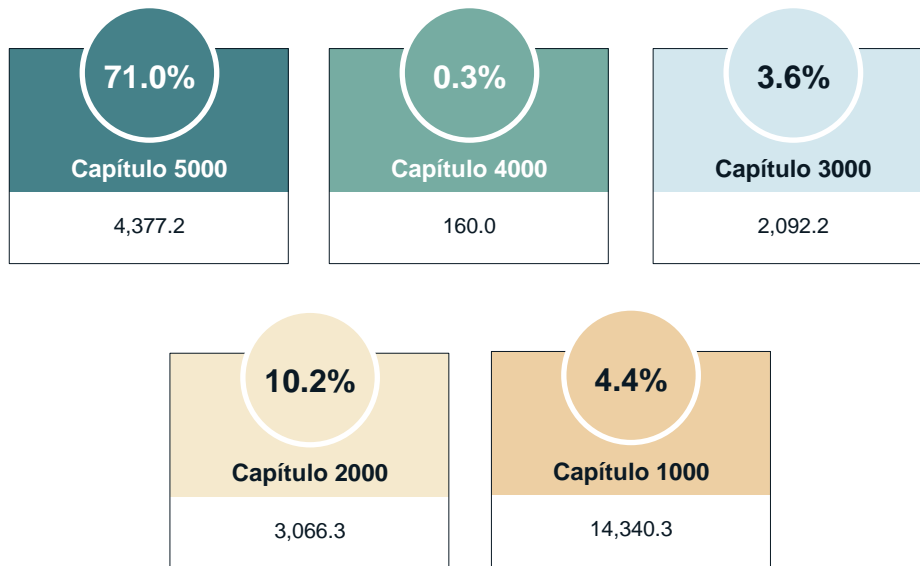 71.0%
Capítulo 5000
4,377.2
0.3%
Capítulo 4000
160.0
3.6%
Capítulo 3000
2,092.2
10.2%
Capítulo 2000
3,066.3
4.4%
Capítulo 1000
14,340.3